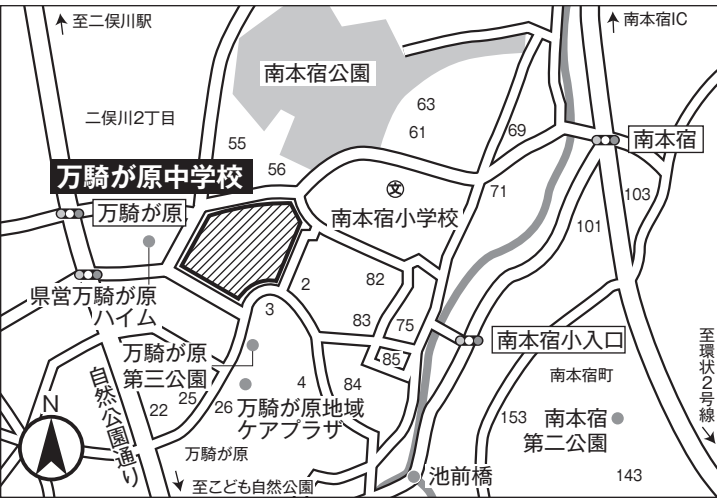 ↑至二俣川駅
↑南本宿IC
南本宿公園
63
61
69
二俣川2丁目
55
56
万騎が原中学校
万騎が原
文
南本宿小学校
71
南本宿
103
101
県営万騎が原
ハイム
2
3
82
83
75
85
南本宿小入口
至環状2号線↓
万騎が原
第三公園
自然公園通り
22
25
26
4
84
万騎が原地域
ケアプラザ
南本宿町
153
南本宿
第二公園
143
N
万騎が原
↓至こども自然公園
池前橋